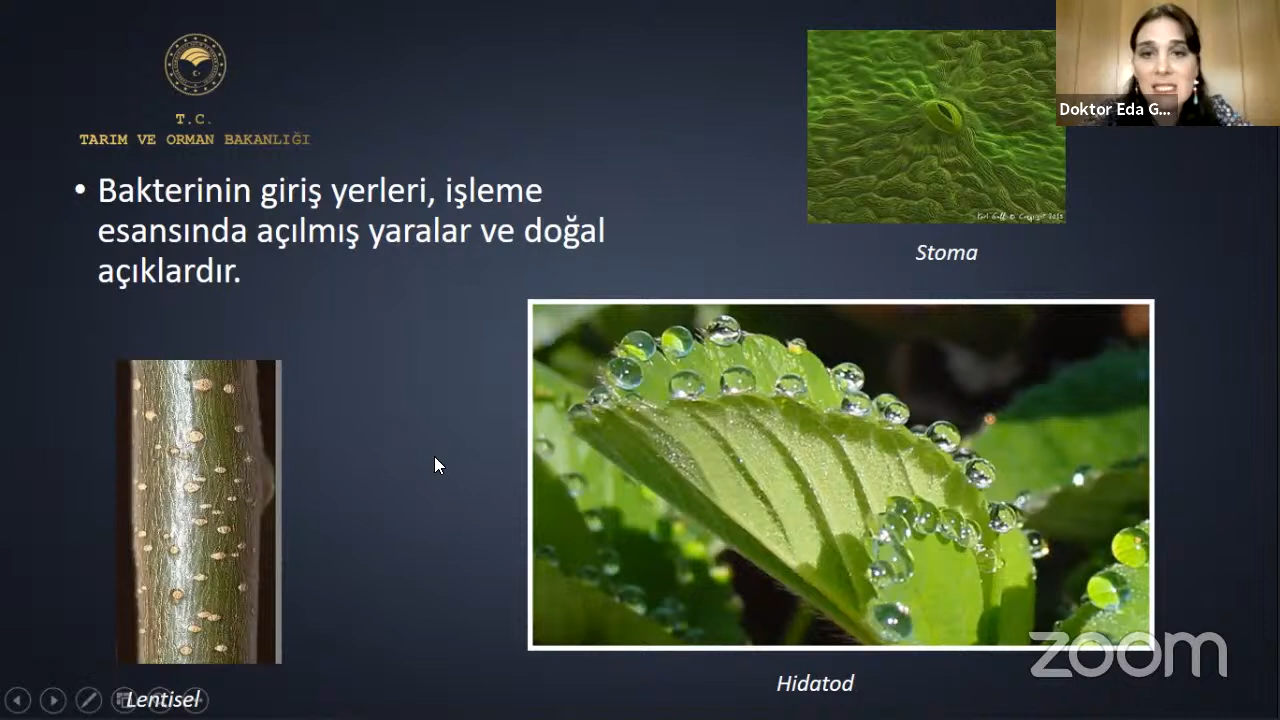 T.C.
TARIM VE ORMAN BAKANLIĞI
Doktor Eda G...
• Bakterinin giriş yerleri, işleme
esansında açılmış yaralar ve doğal
açıklardır.
Stoma
Lentisel
Hidatod
zoom